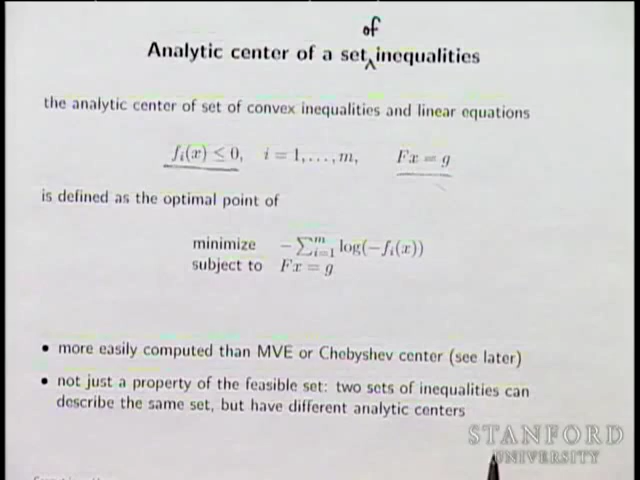 of
Analytic center of a set ^ inequalities
the analytic center of set of convex inequalities and linear equations
fᵢ(x) ≤ 0, i = 1, . . . , m, Fx = g
is defined as the optimal point of
minimize − ∑ᵢ₌₁ᵐ log(−fᵢ(x))
subject to Fx = g
• more easily computed than MVE or Chebyshev center (see later)
• not just a property of the feasible set: two sets of inequalities can
describe the same set, but have different analytic centers
STANFORD
UNIVERSITY